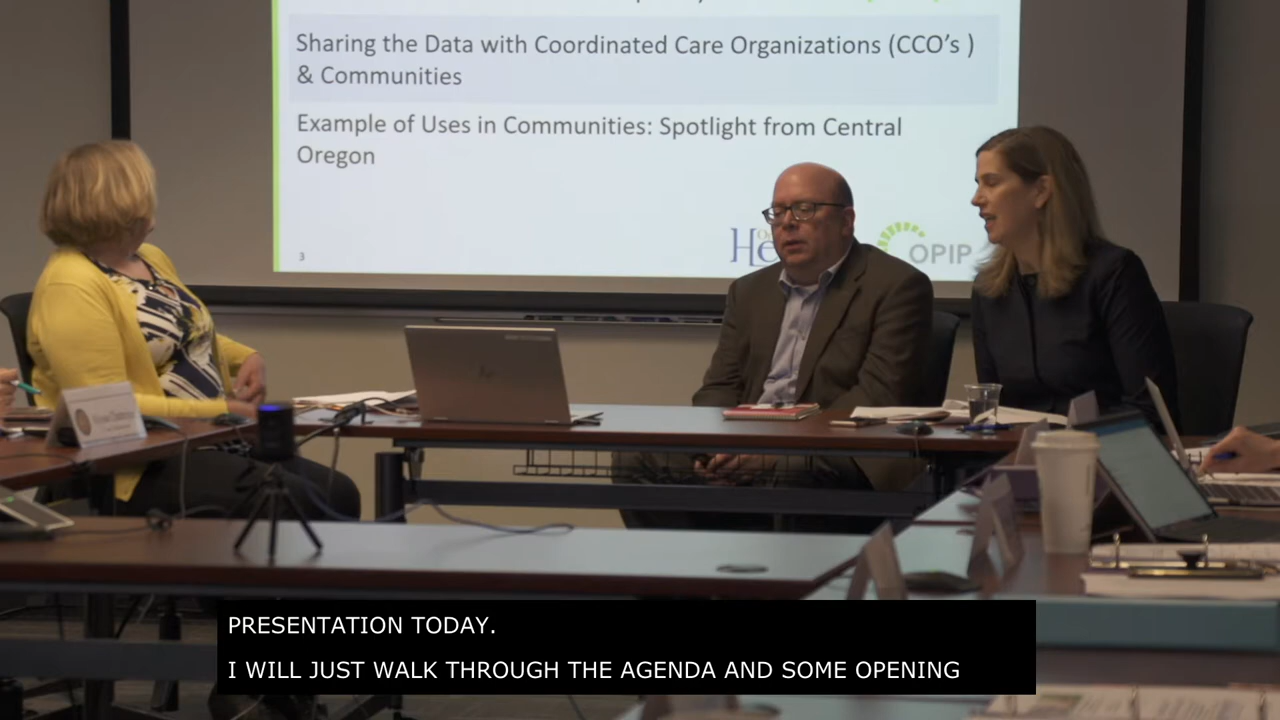 Sharing the Data with Coordinated Care Organizations (CCO's )
& Communities
Example of Uses in Communities: Spotlight from Central
Oregon
3
He
OPIP
PRESENTATION TODAY.
I WILL JUST WALK THROUGH THE AGENDA AND SOME OPENING